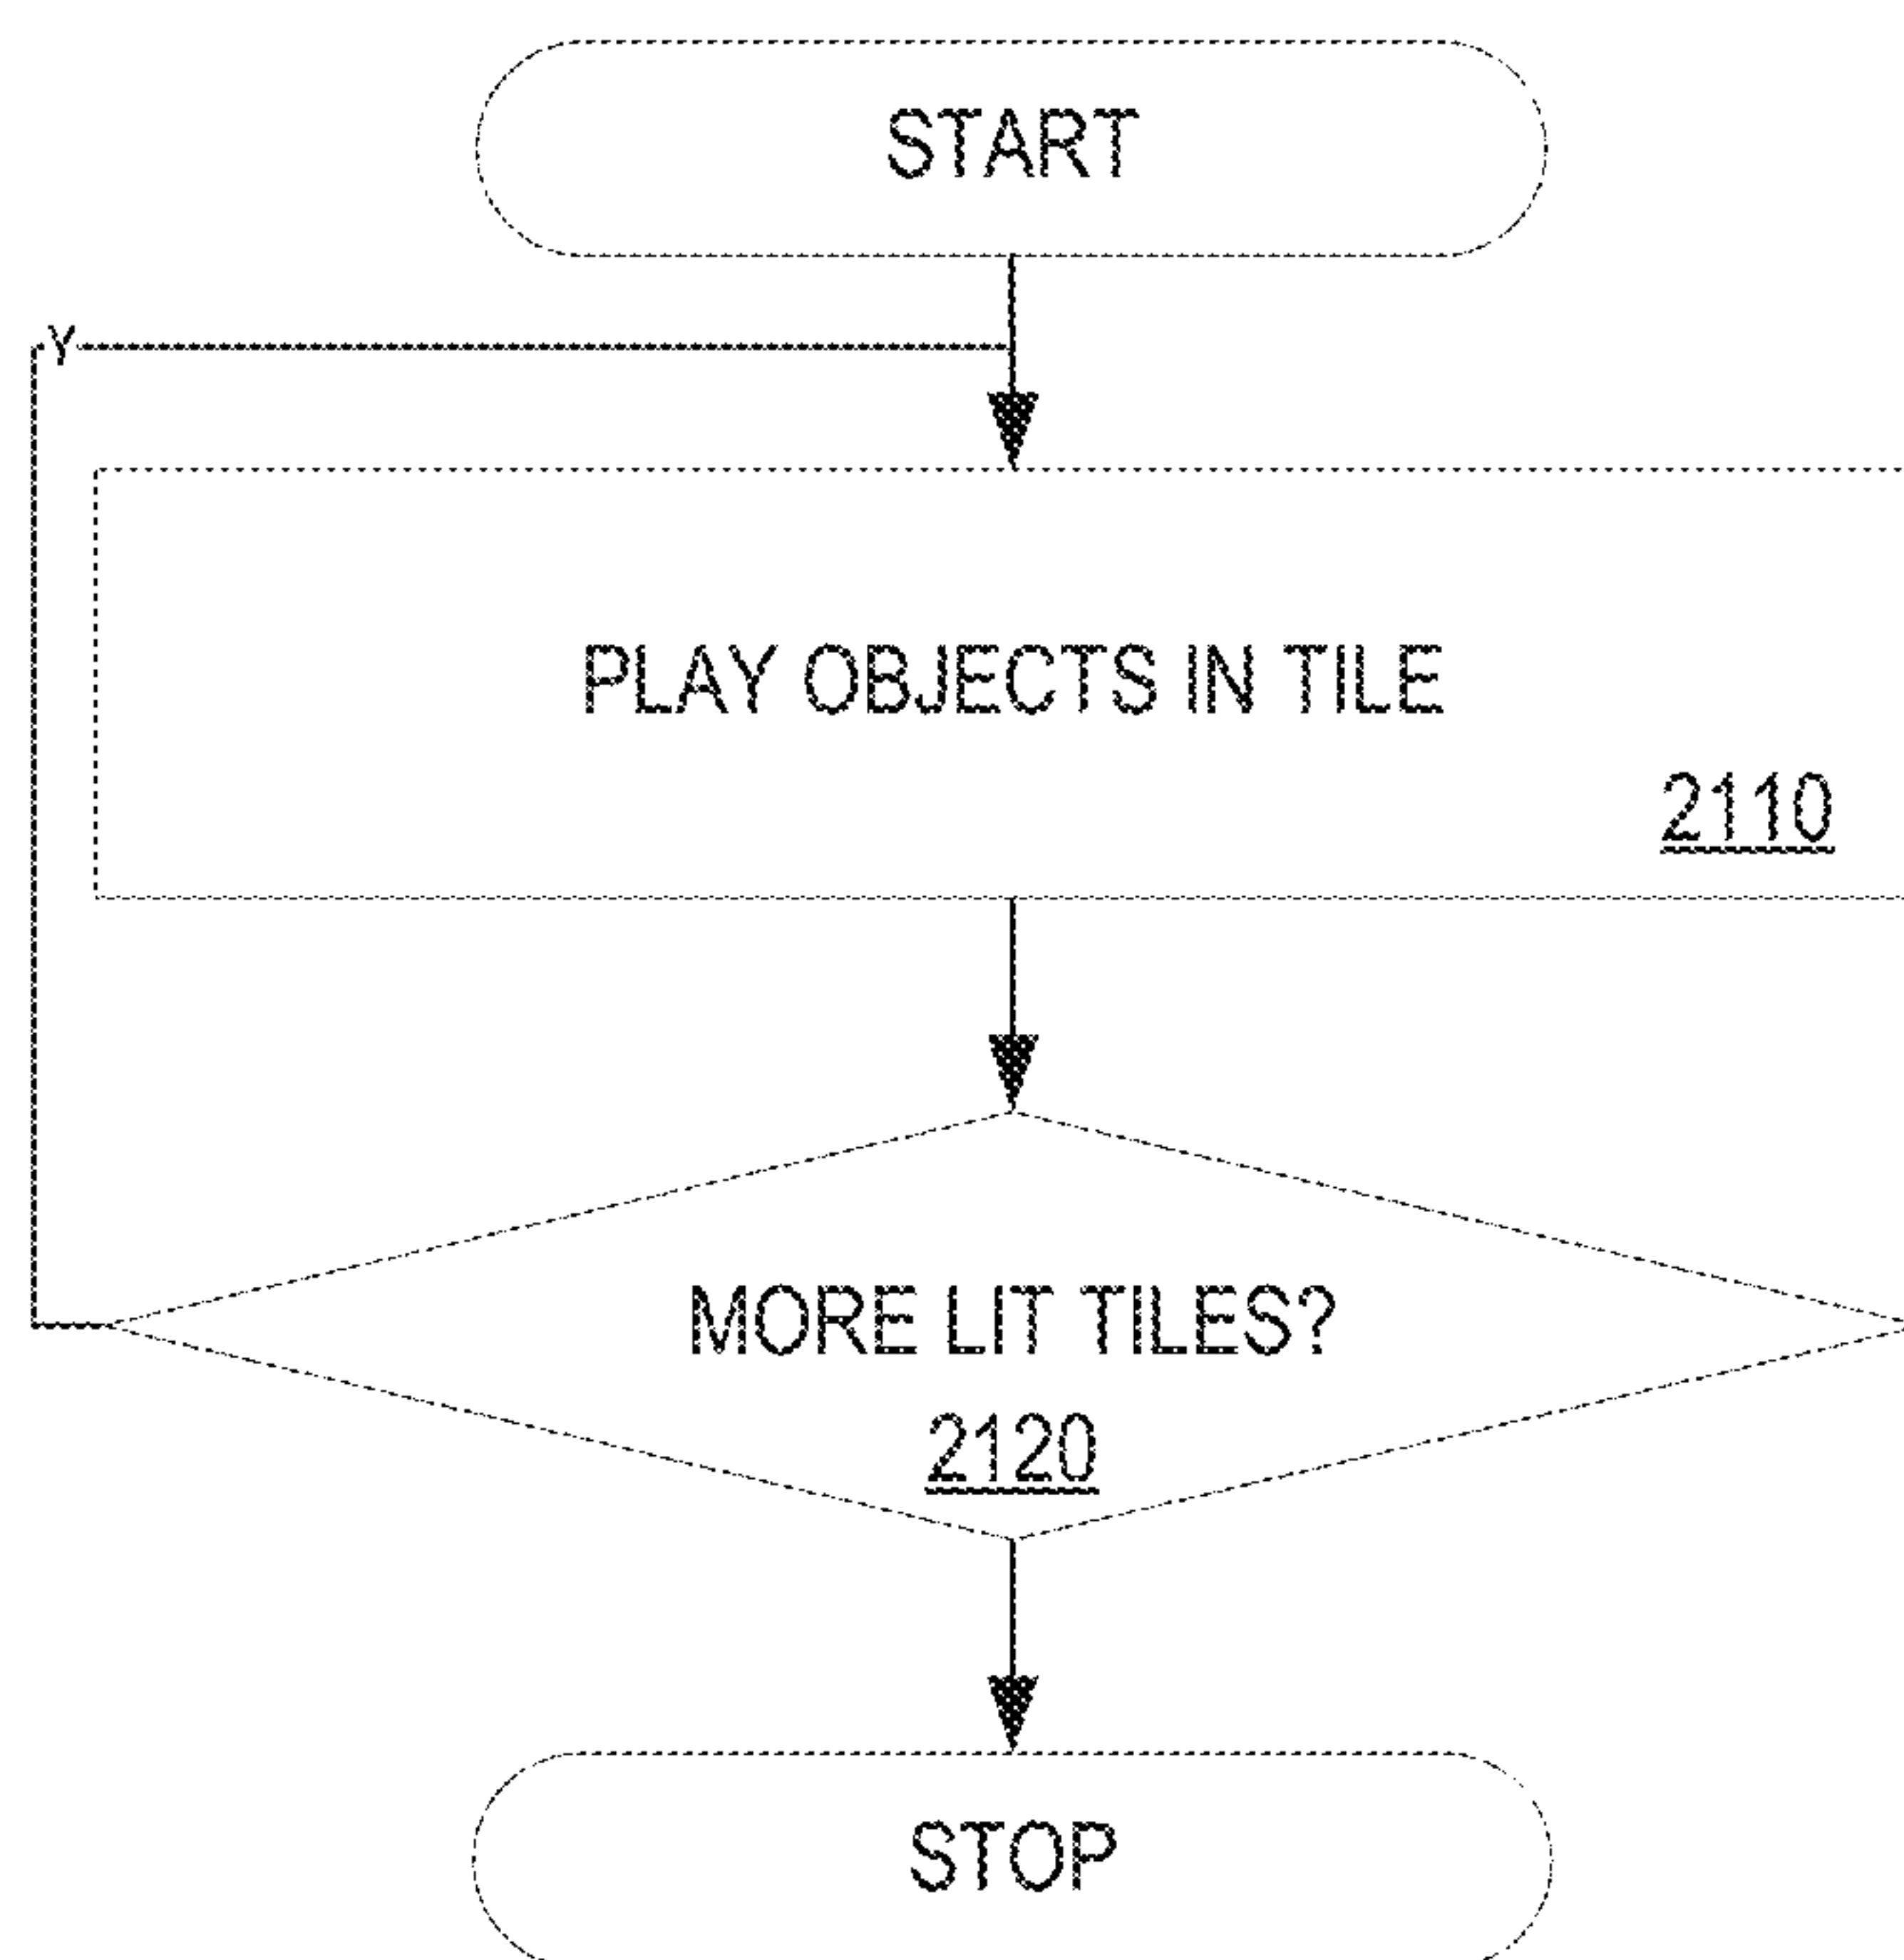 START
Y
PLAY OBJECTS IN TILE
2110
MORE LIT TILES?
2120
STOP